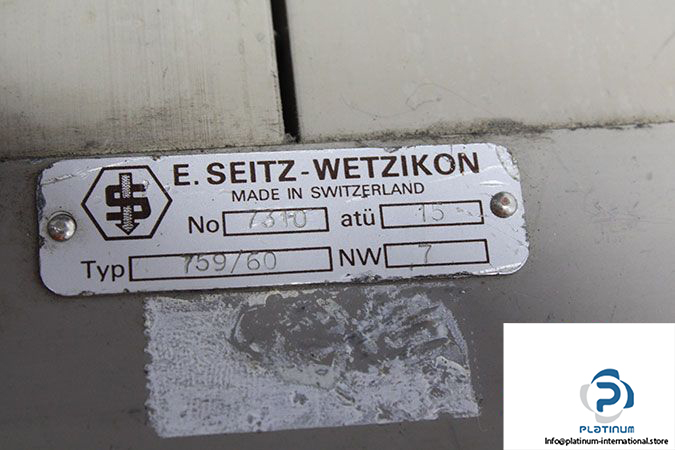 E. SEITZ-WETZIKON
MADE IN SWITZERLAND
No 7310 atü 15
Typ 759/60 NW 7
PLATINUM
Info@platinum-international.store